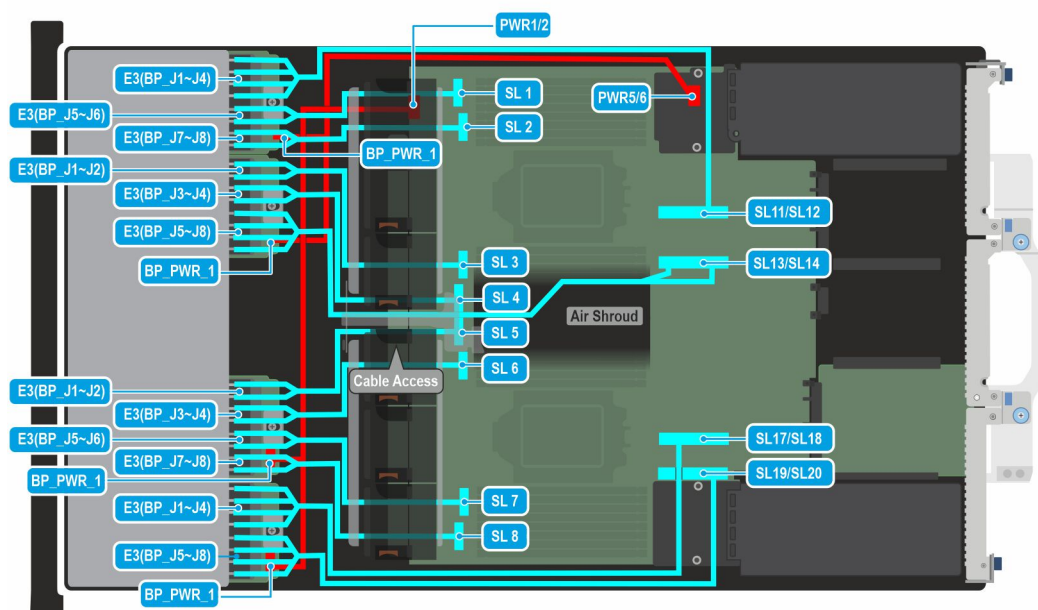 PWR1/2
E3(BP_J1~J4)
SL 1
PWR5/6
E3(BP_J5~J6)
SL 2
E3(BP_J7~J8)
BP_PWR_1
E3(BP_J1~J2)
E3(BP_J3~J4)
SL11/SL12
E3(BP_J5~J8)
SL 3
SL13/SL14
BP_PWR_1
SL 4
Air Shroud
SL 5
SL 6
Cable Access
E3(BP_J1~J2)
E3(BP_J3~J4)
E3(BP_J5~J6)
SL17/SL18
E3(BP_J7~J8)
SL19/SL20
BP_PWR_1
SL 7
E3(BP_J1~J4)
SL 8
E3(BP_J5~J8)
BP_PWR_1